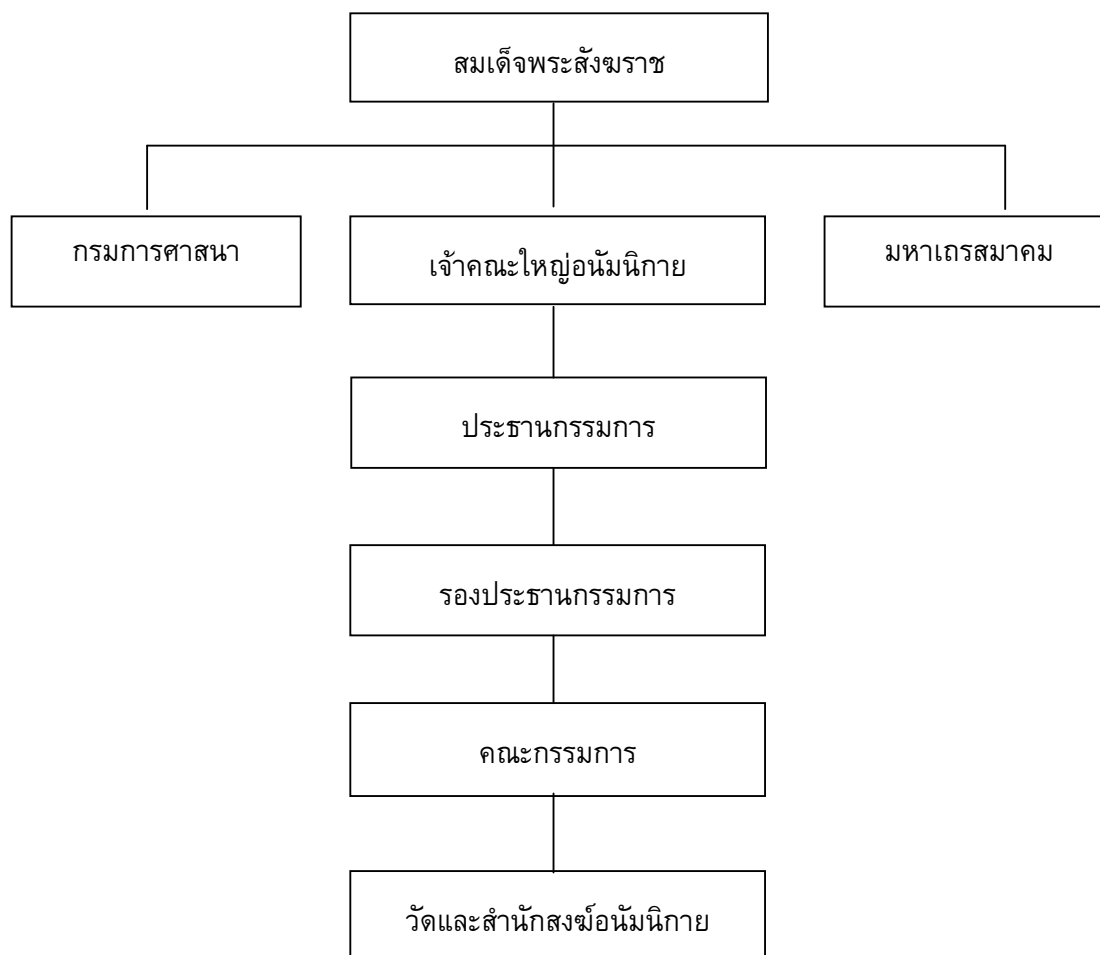 สมเด็จพระสังฆราช
กรมการศาสนา
เจ้าคณะใหญ่อนัมนิกาย
มหาเถรสมาคม
ประธานกรรมการ
รองประธานกรรมการ
คณะกรรมการ
วัดและสำนักสงฆ์อนัมนิกาย